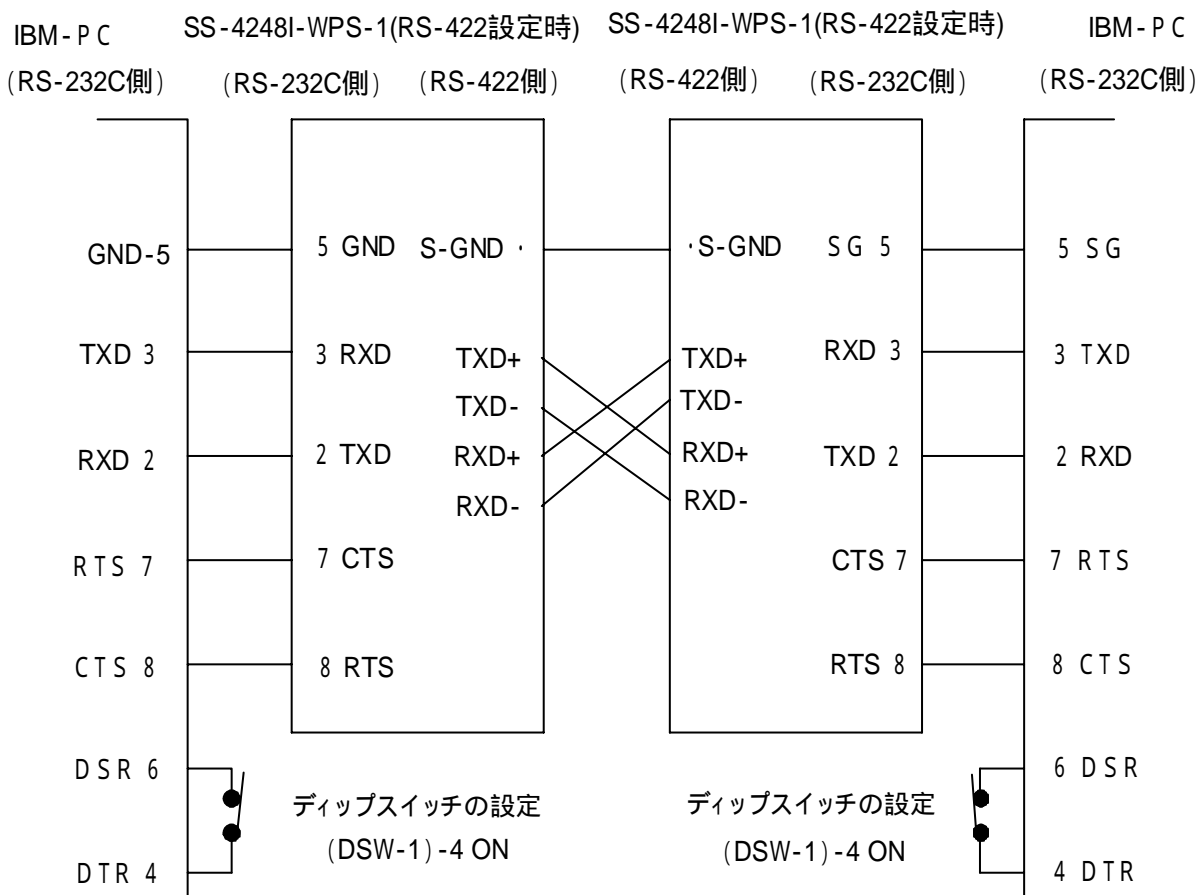 IBM-PC SS-4248I-WPS-1(RS-422設定時) SS-4248I-WPS-1(RS-422設定時) IBM-PC
(RS-232C側) (RS-232C側) (RS-422側) (RS-422側) (RS-232C側) (RS-232C側)
GND-5 5 GND S-GND・ ・S-GND SG 5 5 SG
TXD 3 3 RXD TXD+ TXD+ RXD 3 3 TXD
TXD- TXD-
RXD 2 2 TXD RXD+ RXD+ TXD 2 2 RXD
RXD- RXD-
RTS 7 7 CTS CTS 7 7 RTS
CTS 8 8 RTS RTS 8 8 CTS
DSR 6 6 DSR
ディップスイッチの設定 ディップスイッチの設定
(DSW-1)-4 ON (DSW-1)-4 ON
DTR 4 4 DTR